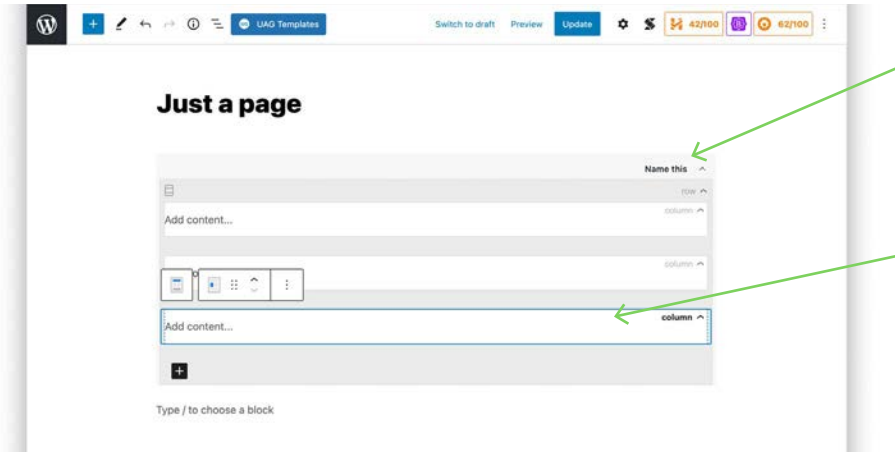 UAG Templates Switch to draft Preview Update 42/100 62/100
Just a page
Name this
row
column
Add content...
column
column
Add content...
Type / to choose a block